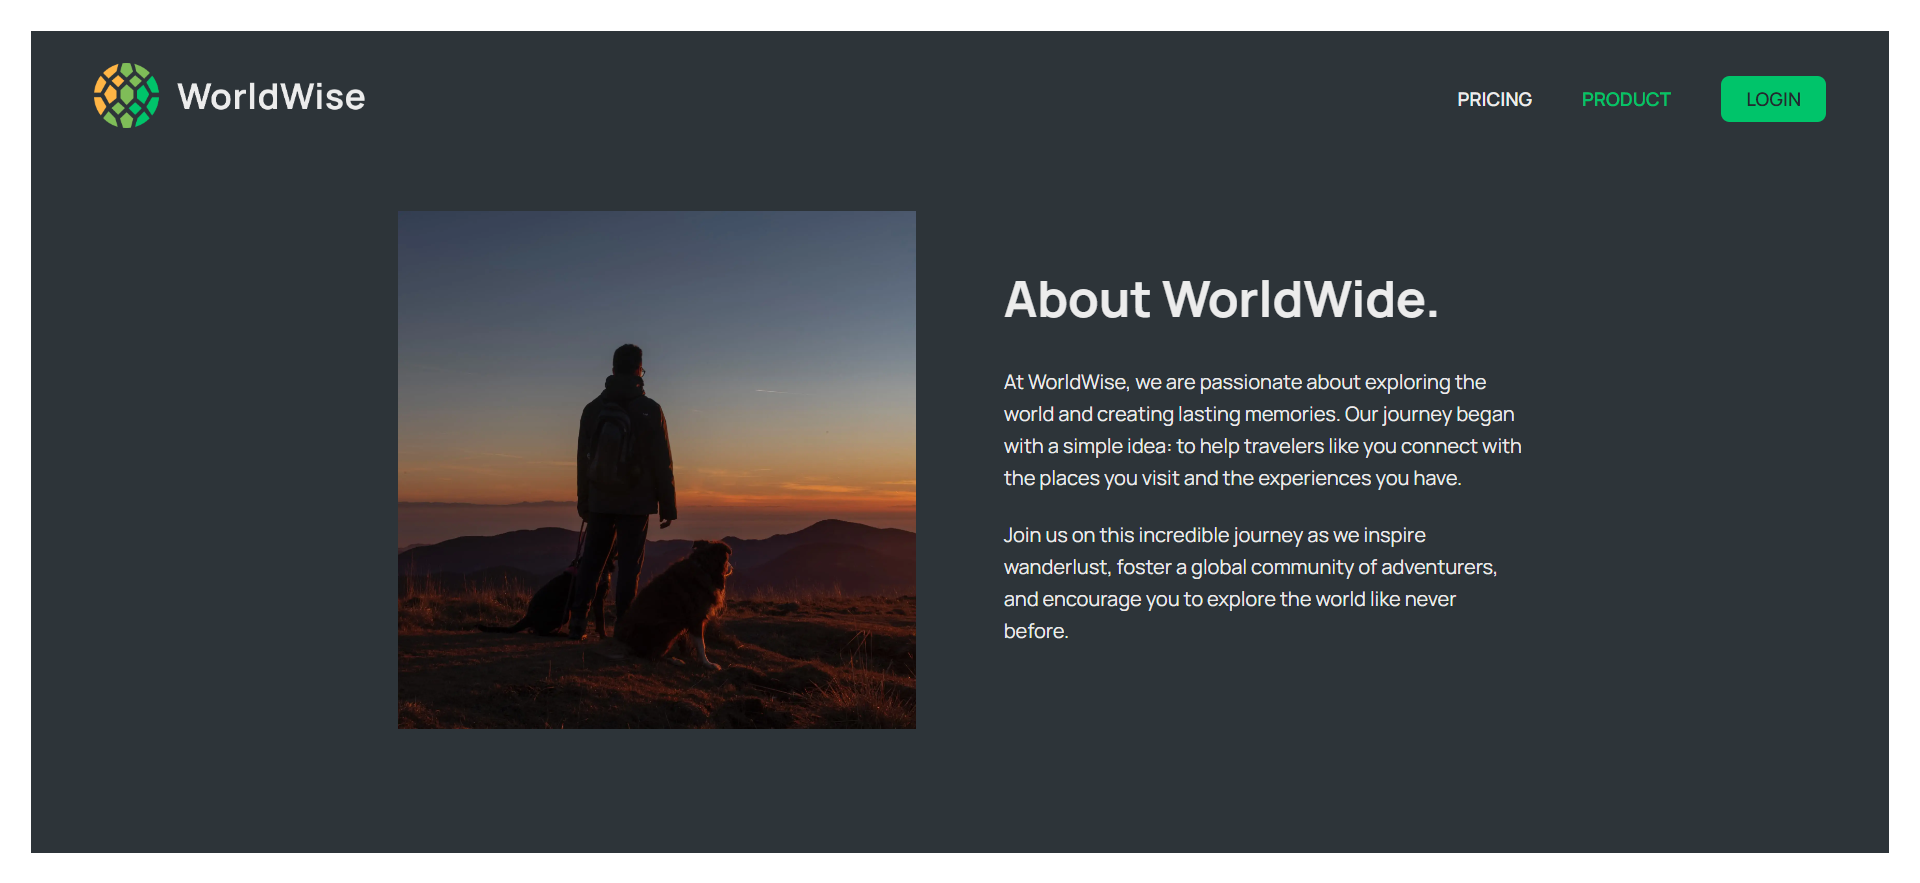 WorldWise
PRICING
PRODUCT
LOGIN
About WorldWide.
At WorldWise, we are passionate about exploring the
world and creating lasting memories. Our journey began
with a simple idea: to help travelers like you connect with
the places you visit and the experiences you have.
Join us on this incredible journey as we inspire
wanderlust, foster a global community of adventurers,
and encourage you to explore the world like never
before.